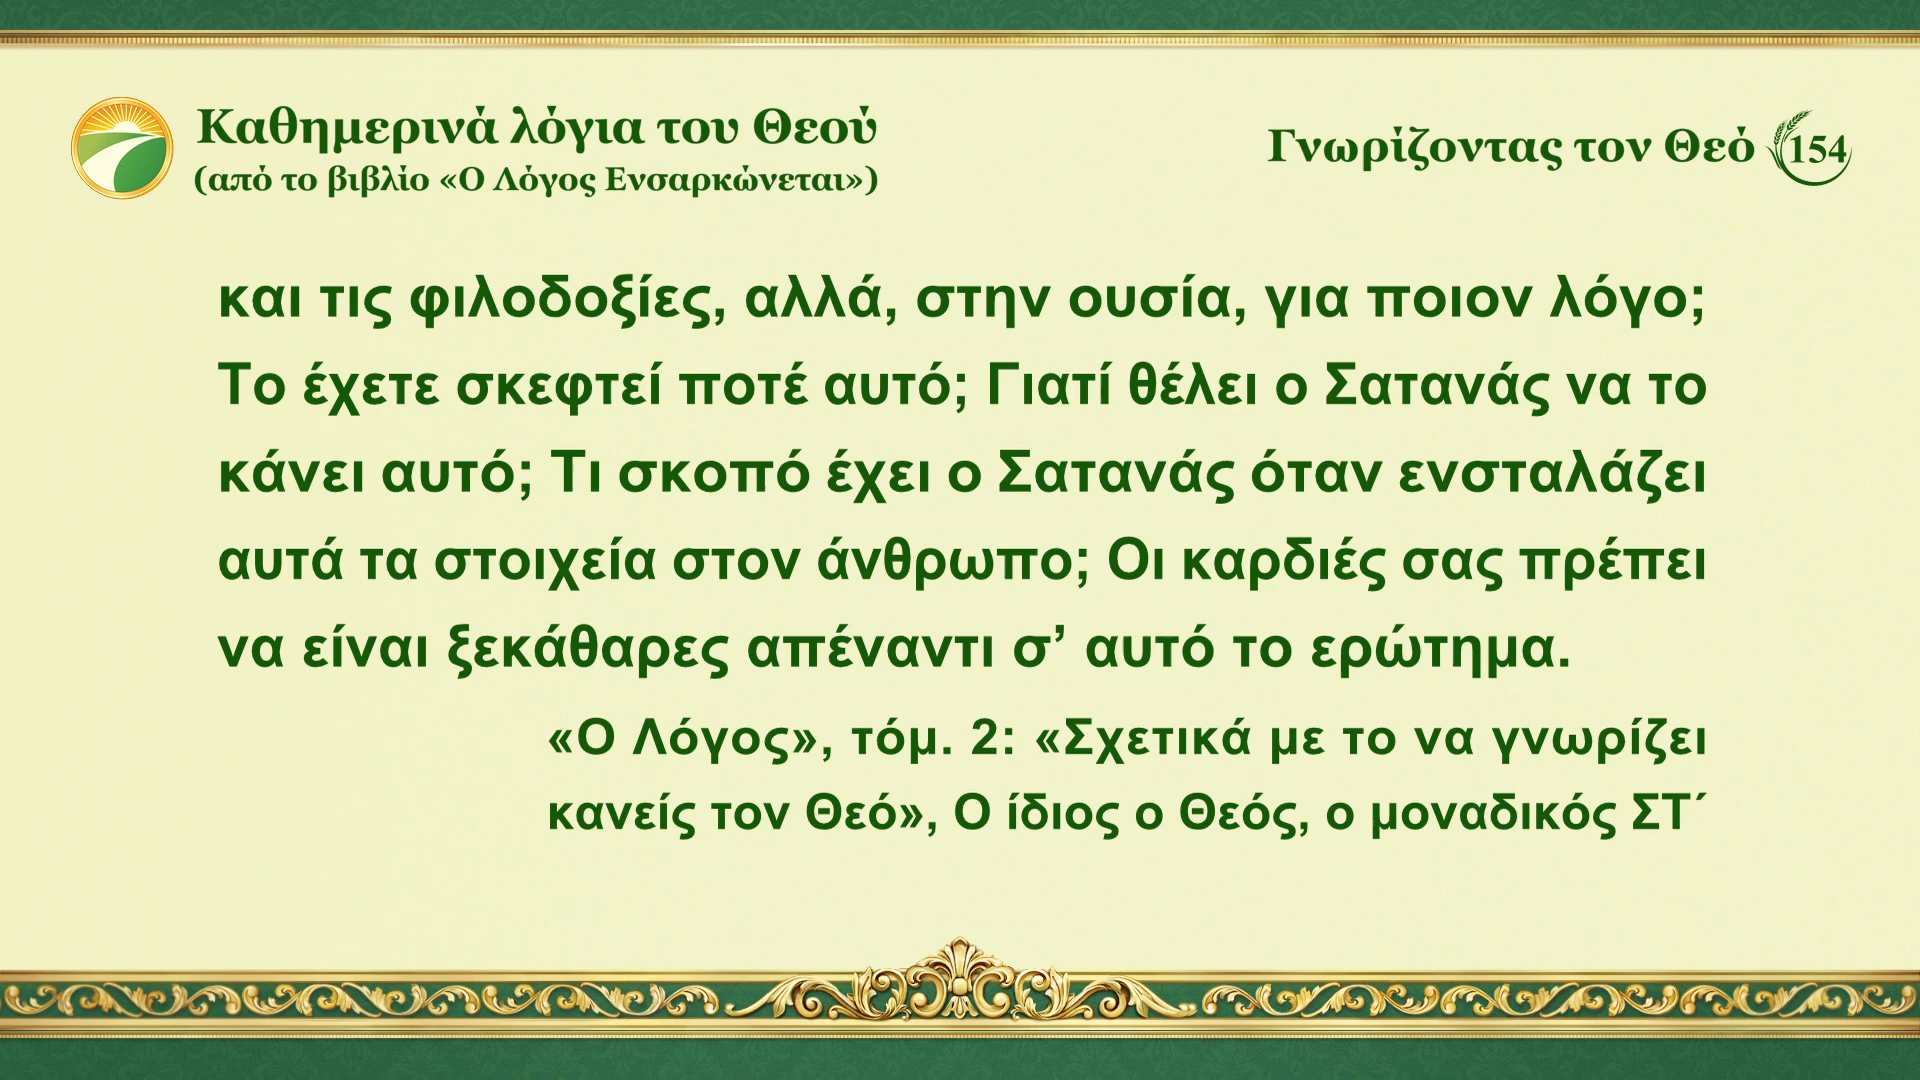 Καθημερινά λόγια του Θεού
(από το βιβλίο «Ο Λόγος Ενσαρκώνεται»)
Γνωρίζοντας τον Θεό 154
και τις φιλοδοξίες, αλλά, στην ουσία, για ποιον λόγο;
Το έχετε σκεφτεί ποτέ αυτό; Γιατί θέλει ο Σατανάς να το
κάνει αυτό; Τι σκοπό έχει ο Σατανάς όταν ενσταλάζει
αυτά τα στοιχεία στον άνθρωπο; Οι καρδιές σας πρέπει
να είναι ξεκάθαρες απέναντι σ’ αυτό το ερώτημα.
«Ο Λόγος», τόμ. 2: «Σχετικά με το να γνωρίζει
κανείς τον Θεό», Ο ίδιος ο Θεός, ο μοναδικός ΣΤ΄